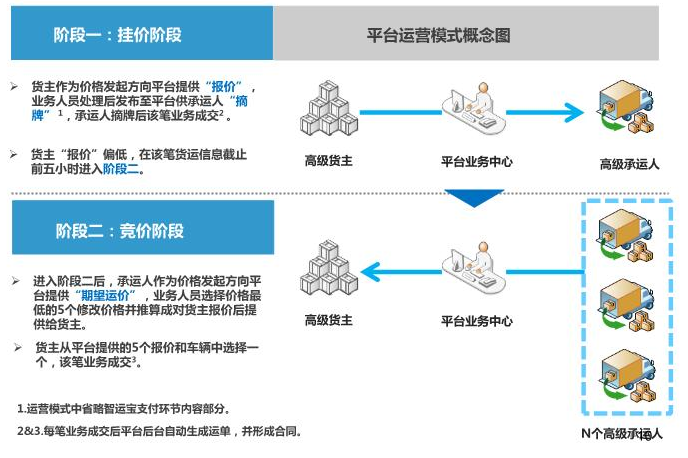 阶段一：挂价阶段
平台运营模式概念图
货主作为价格发起方向平台提供“报价”，
业务人员处理后发布至平台供承运人“摘
牌”1，承运人摘牌后该笔业务成交2。
货主“报价”偏低，在该笔货运信息截止
前五小时进入阶段二。
高级货主
平台业务中心
高级承运人
阶段二：竞价阶段
进入阶段二后，承运人作为价格发起方向平
台提供“期望运价”，业务人员选择价格最
低的5个修改价格并推算成对货主报价后提
供给货主。
货主从平台提供的5个报价和车辆中选择一
个，该笔业务成交3。
高级货主
平台业务中心
N个高级承运人
1.运营模式中省略智运宝支付环节内容部分。
2&3.每笔业务成交后平台后台自动生成运单，并形成合同。